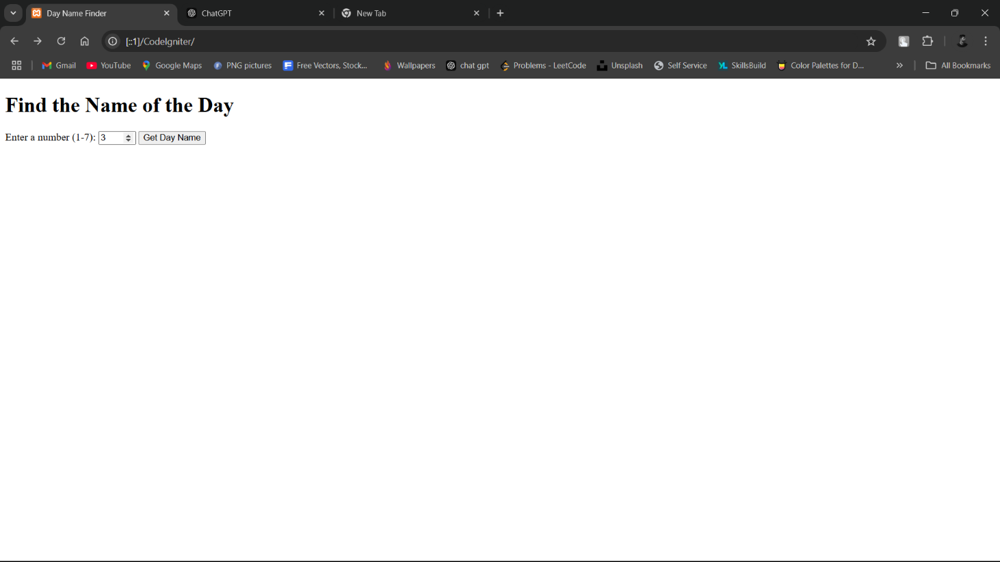 Day Name Finder
ChatGPT
New Tab
[::1]/CodeIgniter/
Gmail
YouTube
Google Maps
PNG pictures
Free Vectors, Stock...
Wallpapers
chat gpt
Problems - LeetCode
Unsplash
Self Service
SkillsBuild
Color Palettes for D...
All Bookmarks
Find the Name of the Day
Enter a number (1-7): 3 Get Day Name